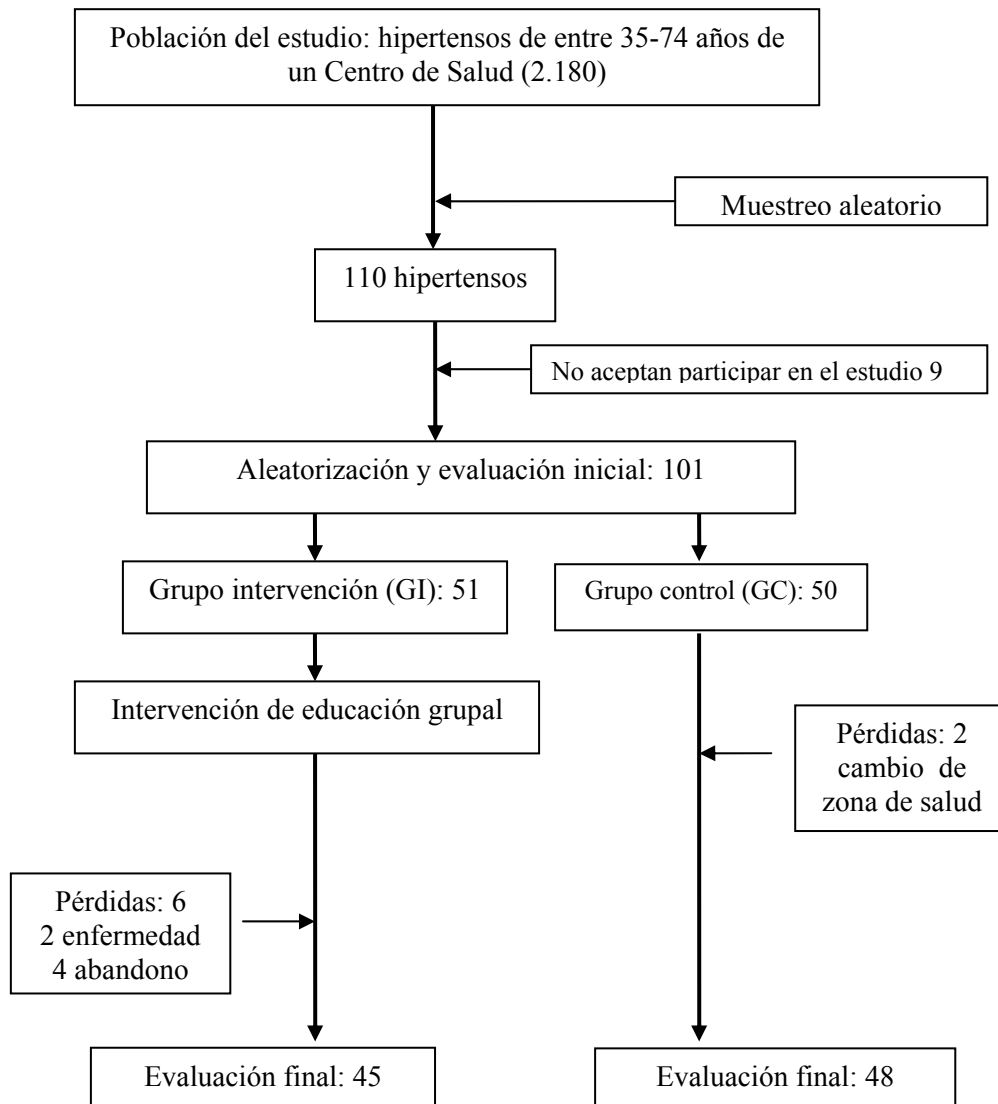 Población del estudio: hipertensos de entre 35-74 años de
un Centro de Salud (2.180)
Muestreo aleatorio
110 hipertensos
No aceptan participar en el estudio 9
Aleatorización y evaluación inicial: 101
Grupo intervención (GI): 51
Grupo control (GC): 50
Intervención de educación grupal
Pérdidas: 2
cambio de
zona de salud
Pérdidas: 6
2 enfermedad
4 abandono
Evaluación final: 45
Evaluación final: 48